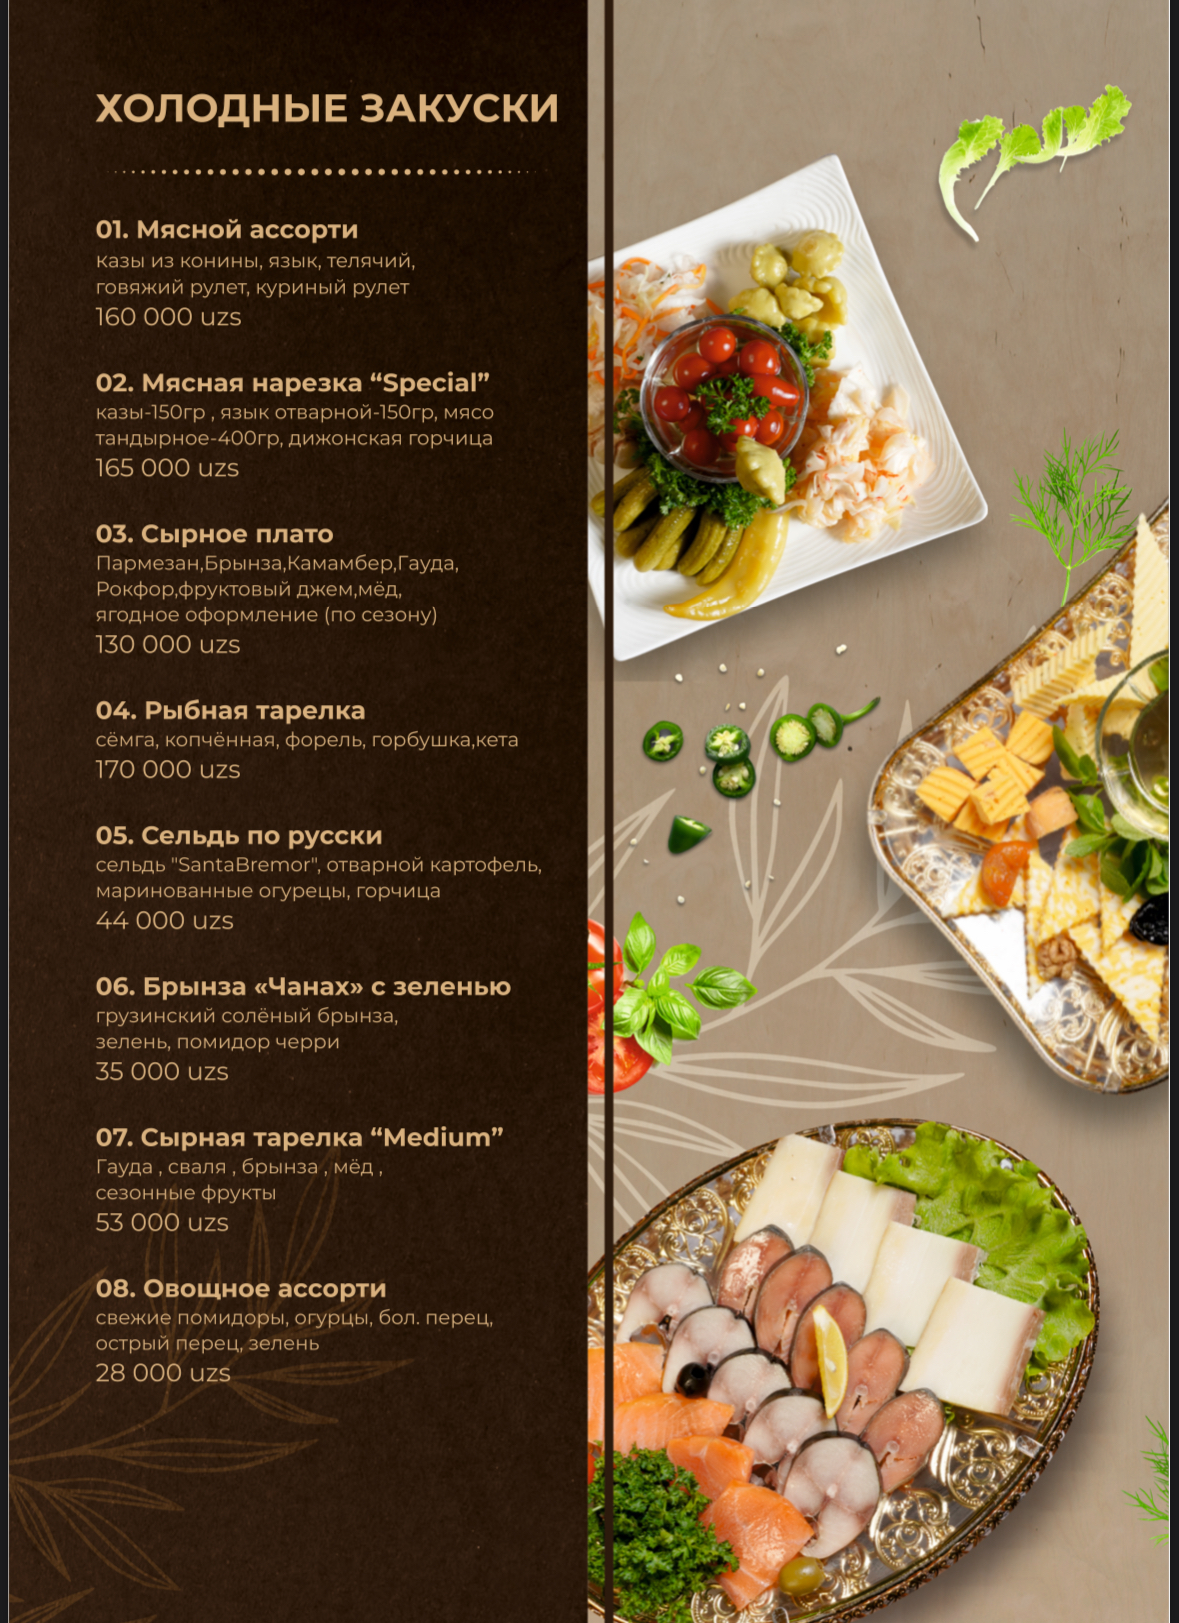 ХОЛОДНЫЕ ЗАКУСКИ
01. Мясной ассорти
казы из конины, язык, телячий,
говяжий рулет, куриный рулет
160 000 uzs
02. Мясная нарезка “Special”
казы-150гр , язык отварной-150гр, мясо
тандырное-400гр, дижонская горчица
165 000 uzs
03. Сырное плато
Пармезан,Брынза,Камамбер,Гауда,
Рокфор,фруктовый джем,мёд,
ягодное оформление (по сезону)
130 000 uzs
04. Рыбная тарелка
сёмга, копчённая, форель, горбушка,кета
170 000 uzs
05. Сельдь по русски
сельдь "SantaBremor", отварной картофель,
маринованные огурецы, горчица
44 000 uzs
06. Брынза «Чанах» с зеленью
грузинский солёный брынза,
зелень, помидор черри
35 000 uzs
07. Сырная тарелка “Medium”
Гауда , сваля , брынза , мёд ,
сезонные фрукты
53 000 uzs
08. Овощное ассорти
свежие помидоры, огурцы, бол. перец,
острый перец, зелень
28 000 uzs